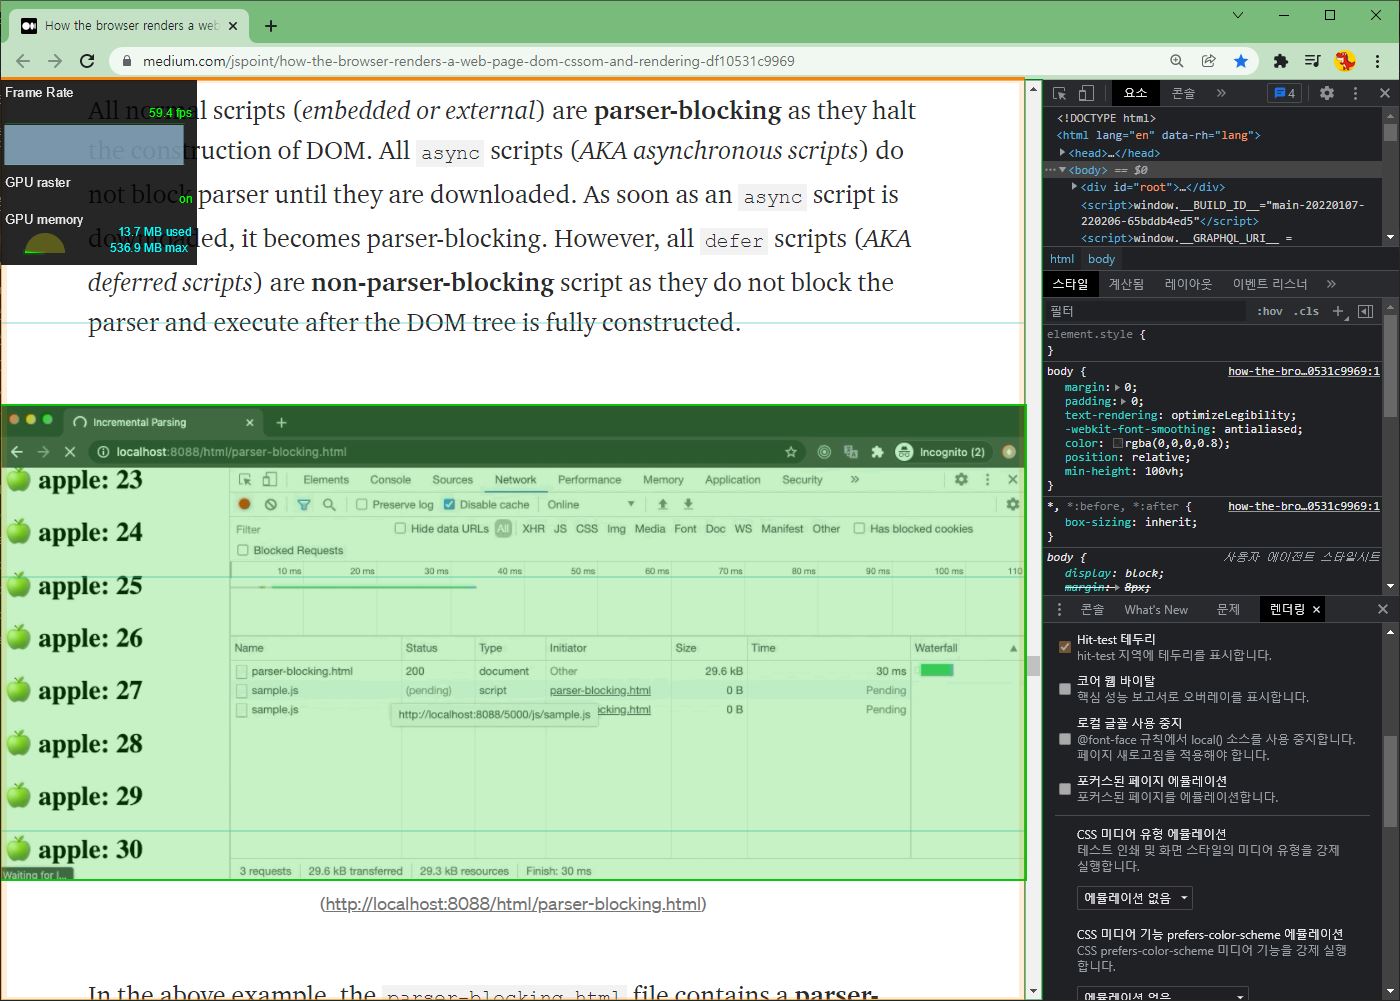 How the browser renders a web
medium.com/jspoint/how-the-browser-renders-a-web-page-dom-cssom-and-rendering-df10531c9969
Frame Rate
59.4 fps
GPU raster
on
GPU memory
13.7 MB used
536.9 MB max
All normal scripts (embedded or external) are parser-blocking as they halt
the construction of DOM. All async scripts (AKA asynchronous scripts) do
not block parser until they are downloaded. As soon as an async script is
downloaded, it becomes parser-blocking. However, all defer scripts (AKA
deferred scripts) are non-parser-blocking script as they do not block the
parser and execute after the DOM tree is fully constructed.
Incremental Parsing
localhost:8088/html/parser-blocking.html
Incognito (2)
apple: 23
apple: 24
apple: 25
apple: 26
apple: 27
apple: 28
apple: 29
apple: 30
Waiting for l...
Elements Console Sources Network Performance Memory Application Security »
Preserve log Disable cache Online
Filter Hide data URLs All XHR JS CSS Img Media Font Doc WS Manifest Other Has blocked cookies
Blocked Requests
10 ms 20 ms 30 ms 40 ms 50 ms 60 ms 70 ms 80 ms 90 ms 100 ms 110
Name Status Type Initiator Size Time Waterfall
parser-blocking.html 200 document Other 29.6 kB 30 ms
sample.js (pending) script parser-blocking.html 0 B Pending
sample.js cking.html 0 B Pending
http://localhost:8088/5000/js/sample.js
3 requests 29.6 kB transferred 29.3 kB resources Finish: 30 ms
(http://localhost:8088/html/parser-blocking.html)
In the above example, the parser-blocking.html file contains a parser-
요소 콘솔 » 4
<!DOCTYPE html>
<html lang="en" data-rh="lang">
<head>…</head>
<body> == $0
<div id="root">…</div>
<script>window.__BUILD_ID__="main-20220107-
220206-65bddb4ed5"</script>
<script>window.__GRAPHQL_URI__ =
html body
스타일 계산됨 레이아웃 이벤트 리스너 »
필터 :hov .cls
element.style {
}
body { how-the-bro…0531c9969:1
margin: 0;
padding: 0;
text-rendering: optimizeLegibility;
-webkit-font-smoothing: antialiased;
color: rgba(0,0,0,0.8);
position: relative;
min-height: 100vh;
}
*, *:before, *:after { how-the-bro…0531c9969:1
box-sizing: inherit;
}
body { 사용자 에이전트 스타일시트
display: block;
margin: 8px;
콘솔 What's New 문제 렌더링
Hit-test 테두리
hit-test 지역에 테두리를 표시합니다.
코어 웹 바이탈
핵심 성능 보고서로 오버레이를 표시합니다.
로컬 글꼴 사용 중지
@font-face 규칙에서 local() 소스를 사용 중지합니다.
페이지 새로고침을 적용해야 합니다.
포커스된 페이지 에뮬레이션
포커스된 페이지를 에뮬레이션합니다.
CSS 미디어 유형 에뮬레이션
테스트 인쇄 및 화면 스타일의 미디어 유형을 강제
실행합니다.
에뮬레이션 없음
CSS 미디어 기능 prefers-color-scheme 에뮬레이션
CSS prefers-color-scheme 미디어 기능을 강제 실행
합니다.
에뮬레이션 없음